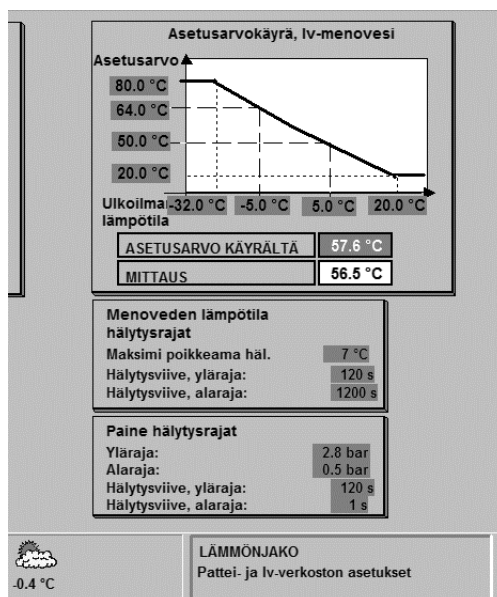 Asetusarvokäyrä, Iv-menovesi
Asetusarvo
80.0 °C
64.0 °C
50.0 °C
20.0 °C
Ulkoilma
lämpötila
-32.0 °C -5.0 °C 5.0 °C 20.0 °C
ASETUSARVO KÄYRÄLTÄ 57.6 °C
MITTAUS 56.5 °C
Menoveden lämpötila
hälytysrajat
Maksimi poikkeama häl. 7 °C
Hälytysviive, yläraja: 120 s
Hälytysviive, alaraja: 1200 s
Paine hälytysrajat
Yläraja: 2.8 bar
Alaraja: 0.5 bar
Hälytysviive, yläraja: 120 s
Hälytysviive, alaraja: 1 s
-0.4 °C
LÄMMÖNJAKO
Pattei- ja Iv-verkoston asetukset